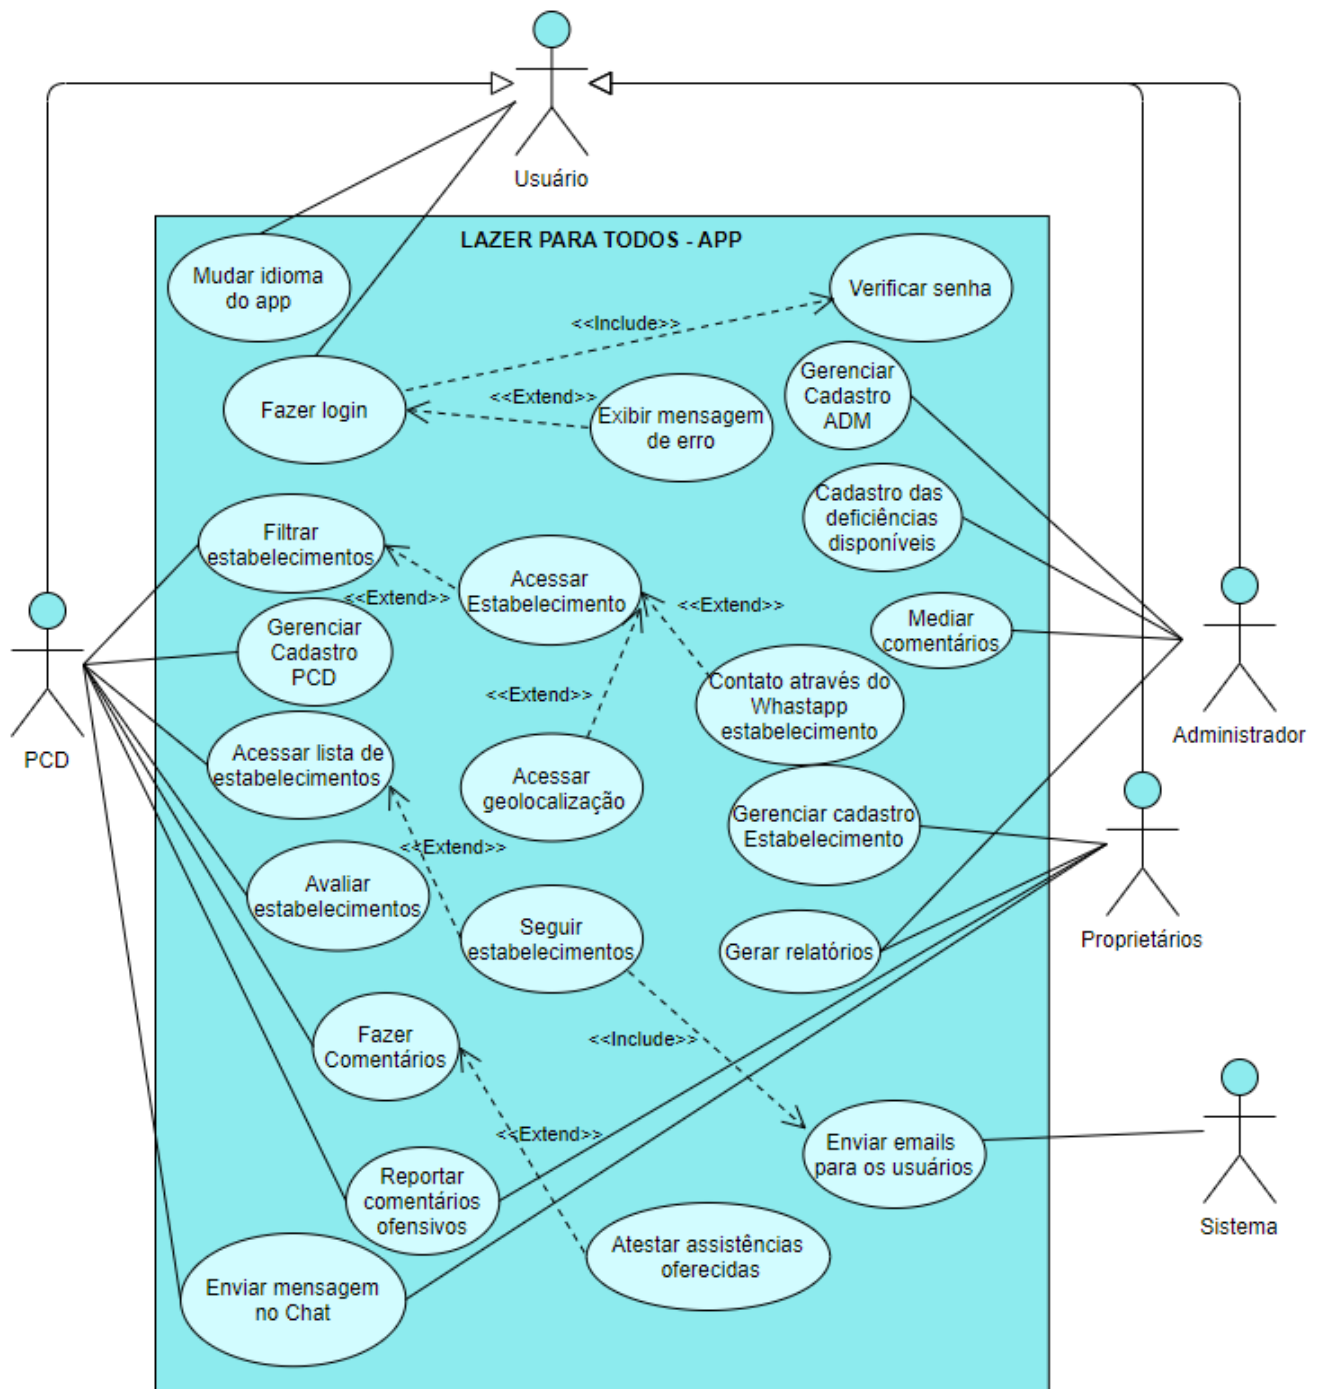 Usuário
LAZER PARA TODOS - APP
Mudar idioma
do app
Verificar senha
<<Include>>
Fazer login
<<Extend>>
Exibir mensagem
de erro
Gerenciar
Cadastro
ADM
Cadastro das
deficiências
disponíveis
Filtrar
estabelecimentos
<<Extend>>
Acessar
Estabelecimento
<<Extend>>
Mediar
comentários
Gerenciar
Cadastro
PCD
<<Extend>>
Contato através do
Whastapp
estabelecimento
PCD
Administrador
Acessar lista de
estabelecimentos
Acessar
geolocalização
Gerenciar cadastro
Estabelecimento
<<Extend>>
Avaliar
estabelecimentos
Seguir
estabelecimentos
Gerar relatórios
Proprietários
Fazer
Comentários
<<Include>>
<<Extend>>
Enviar emails
para os usuários
Reportar
comentários
ofensivos
Sistema
Atestar assistências
oferecidas
Enviar mensagem
no Chat